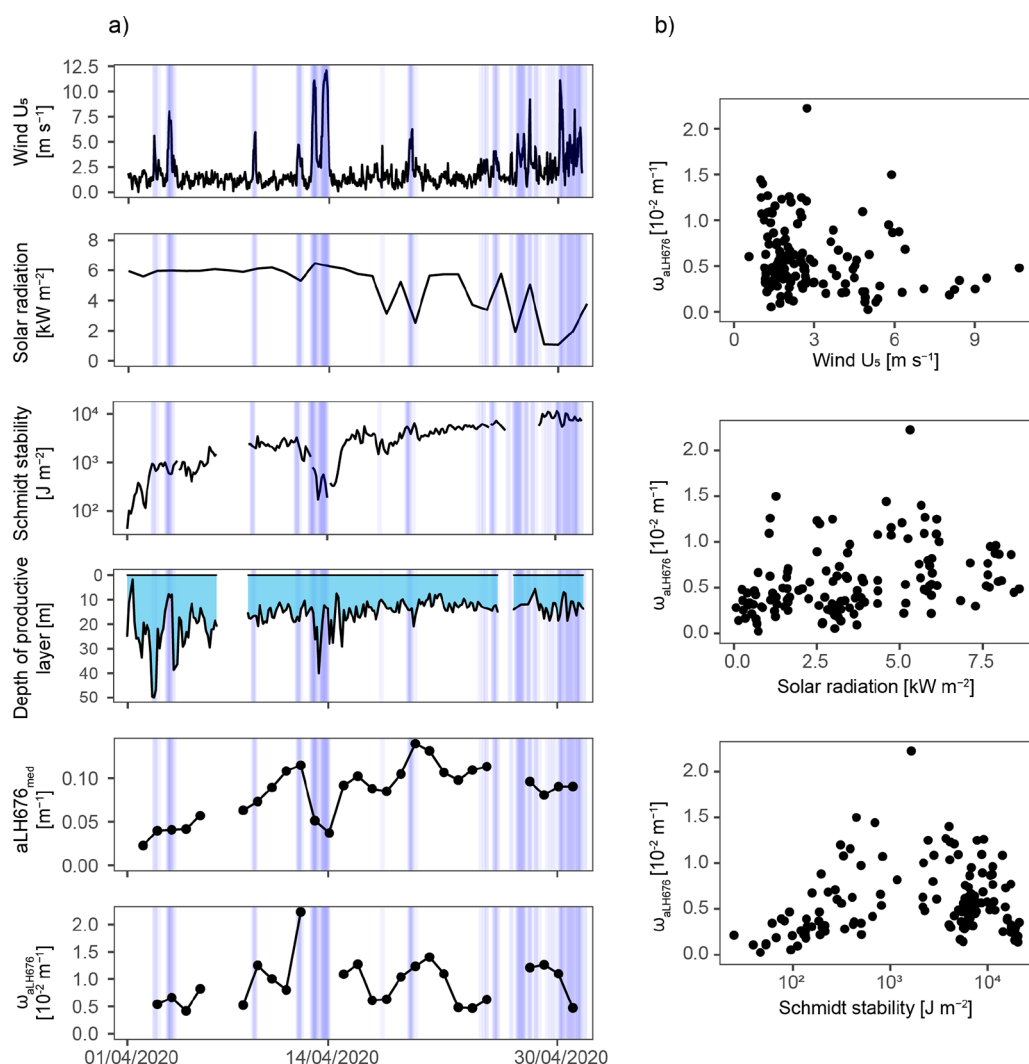 a)
Wind U₅
[m s⁻¹]
12.5
10.0
7.5
5.0
2.5
0.0
Solar radiation
[kW m⁻²]
8
6
4
2
0
Schmidt stability
[J m⁻²]
10⁴
10³
10²
Depth of productive
layer [m]
0
10
20
30
40
50
aLH676med
[m⁻¹]
0.10
0.05
0.00
ωaLH676
[10⁻² m⁻¹]
2.0
1.5
1.0
0.5
0.0
01/04/2020 14/04/2020 30/04/2020
b)
ωaLH676 [10⁻² m⁻¹]
2.0
1.5
1.0
0.5
0.0
0 3 6 9
Wind U₅ [m s⁻¹]
ωaLH676 [10⁻² m⁻¹]
2.0
1.5
1.0
0.5
0.0
0.0 2.5 5.0 7.5
Solar radiation [kW m⁻²]
ωaLH676 [10⁻² m⁻¹]
2.0
1.5
1.0
0.5
0.0
10² 10³ 10⁴
Schmidt stability [J m⁻²]